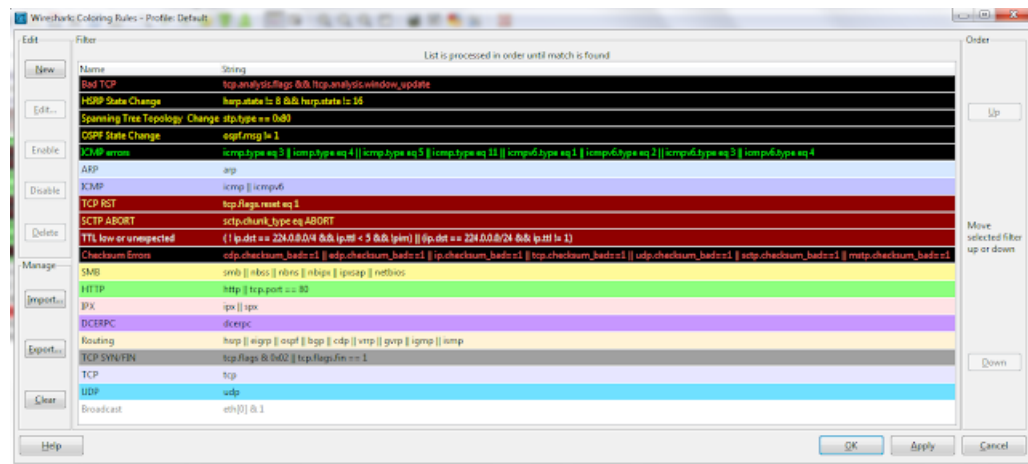 Wireshark: Coloring Rules - Profile: Default
Edit
Filter
Order
List is processed in order until match is found
New
Edit...
Enable
Disable
Delete
Manage
Import...
Export...
Clear
Name String
Bad TCP tcp.analysis.flags && !tcp.analysis.window_update
HSRP State Change hsrp.state != 8 && hsrp.state != 16
Spanning Tree Topology Change stp.type == 0x80
OSPF State Change ospf.msg != 1
ICMP errors icmp.type eq 3 || icmp.type eq 4 || icmp.type eq 5 || icmp.type eq 11 || icmpv6.type eq 1 || icmpv6.type eq 2 || icmpv6.type eq 3 || icmpv6.type eq 4
ARP arp
ICMP icmp || icmpv6
TCP RST tcp.flags.reset eq 1
SCTP ABORT sctp.chunk_type eq ABORT
TTL low or unexpected ( ! ip.dst == 224.0.0.0/4 && ip.ttl < 5 && !pim) || (ip.dst == 224.0.0.0/24 && ip.ttl != 1)
Checksum Errors cdp.checksum_bad==1 || edp.checksum_bad==1 || ip.checksum_bad==1 || tcp.checksum_bad==1 || udp.checksum_bad==1 || sctp.checksum_bad==1 || mstp.checksum_bad==1
SMB smb || nbss || nbns || nbipx || ipxsap || netbios
HTTP http || tcp.port == 80
IPX ipx || spx
DCERPC dcerpc
Routing hsrp || eigrp || ospf || bgp || cdp || vrrp || gvrp || igmp || ismp
TCP SYN/FIN tcp.flags & 0x02 || tcp.flags.fin == 1
TCP tcp
UDP udp
Broadcast eth[0] & 1
Up
Move
selected filter
up or down
Down
Help
OK
Apply
Cancel